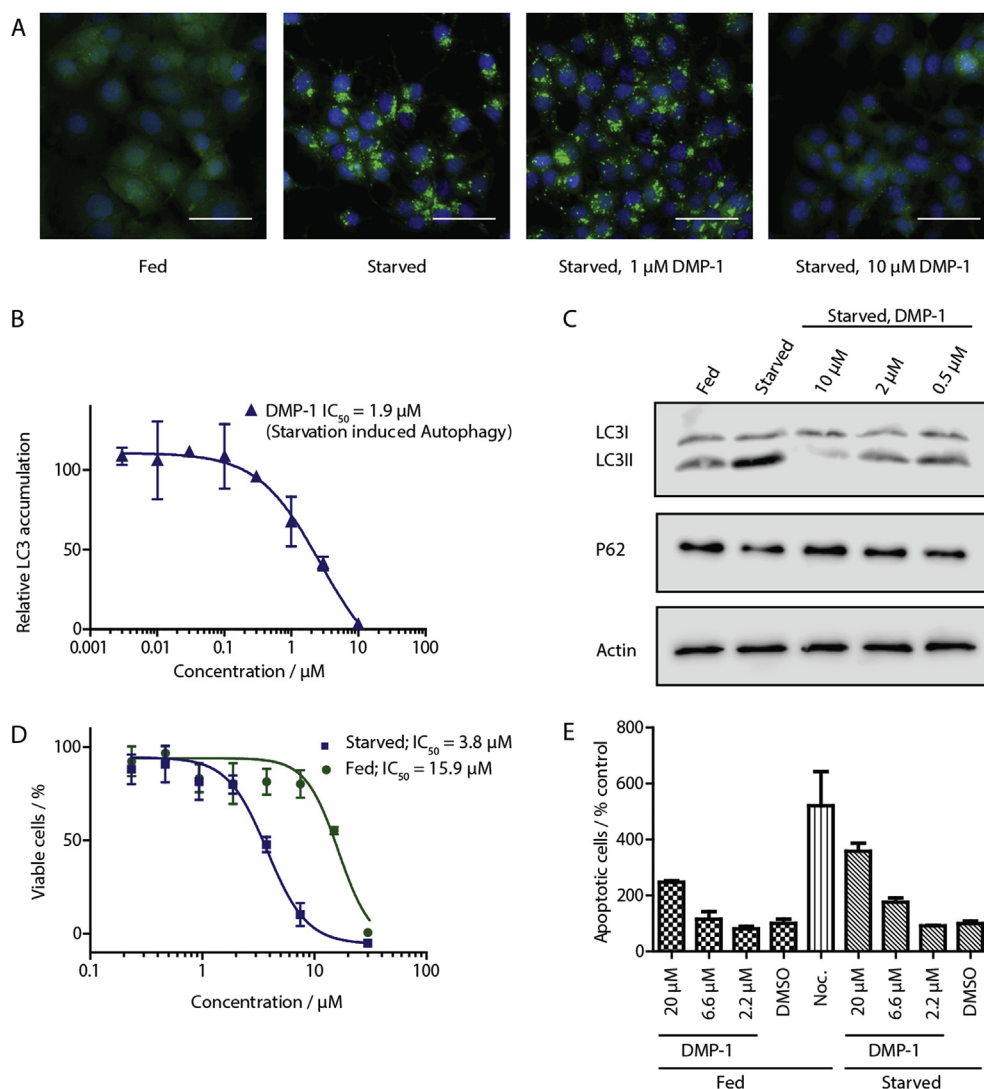 A
Fed
Starved
Starved, 1 µM DMP-1
Starved, 10 µM DMP-1
B
Relative LC3 accumulation
100
50
0
DMP-1 IC50 = 1.9 µM
(Starvation induced Autophagy)
0.001
0.01
0.1
1
10
100
Concentration / µM
C
Starved, DMP-1
Fed
Starved
10 µM
2 µM
0.5 µM
LC3I
LC3II
P62
Actin
D
Viable cells / %
100
50
0
Starved; IC50 = 3.8 µM
Fed; IC50 = 15.9 µM
0.1
1
10
100
Concentration / µM
E
Apoptotic cells / % control
800
600
400
200
0
20 µM
6.6 µM
2.2 µM
DMSO
Noc.
20 µM
6.6 µM
2.2 µM
DMSO
DMP-1
DMP-1
Fed
Starved